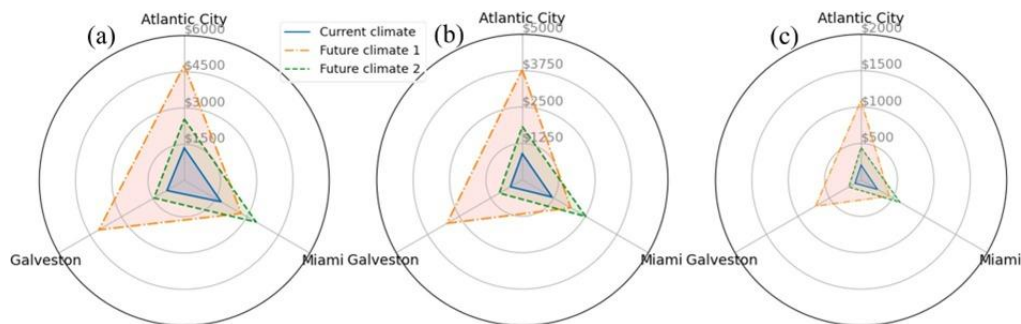 (a)
Atlantic City
$6000
$4500
$3000
$1500
Galveston
Miami
Current climate
Future climate 1
Future climate 2
(b)
Atlantic City
$5000
$3750
$2500
$1250
Galveston
Miami
(c)
Atlantic City
$2000
$1500
$1000
$500
Galveston
Miami